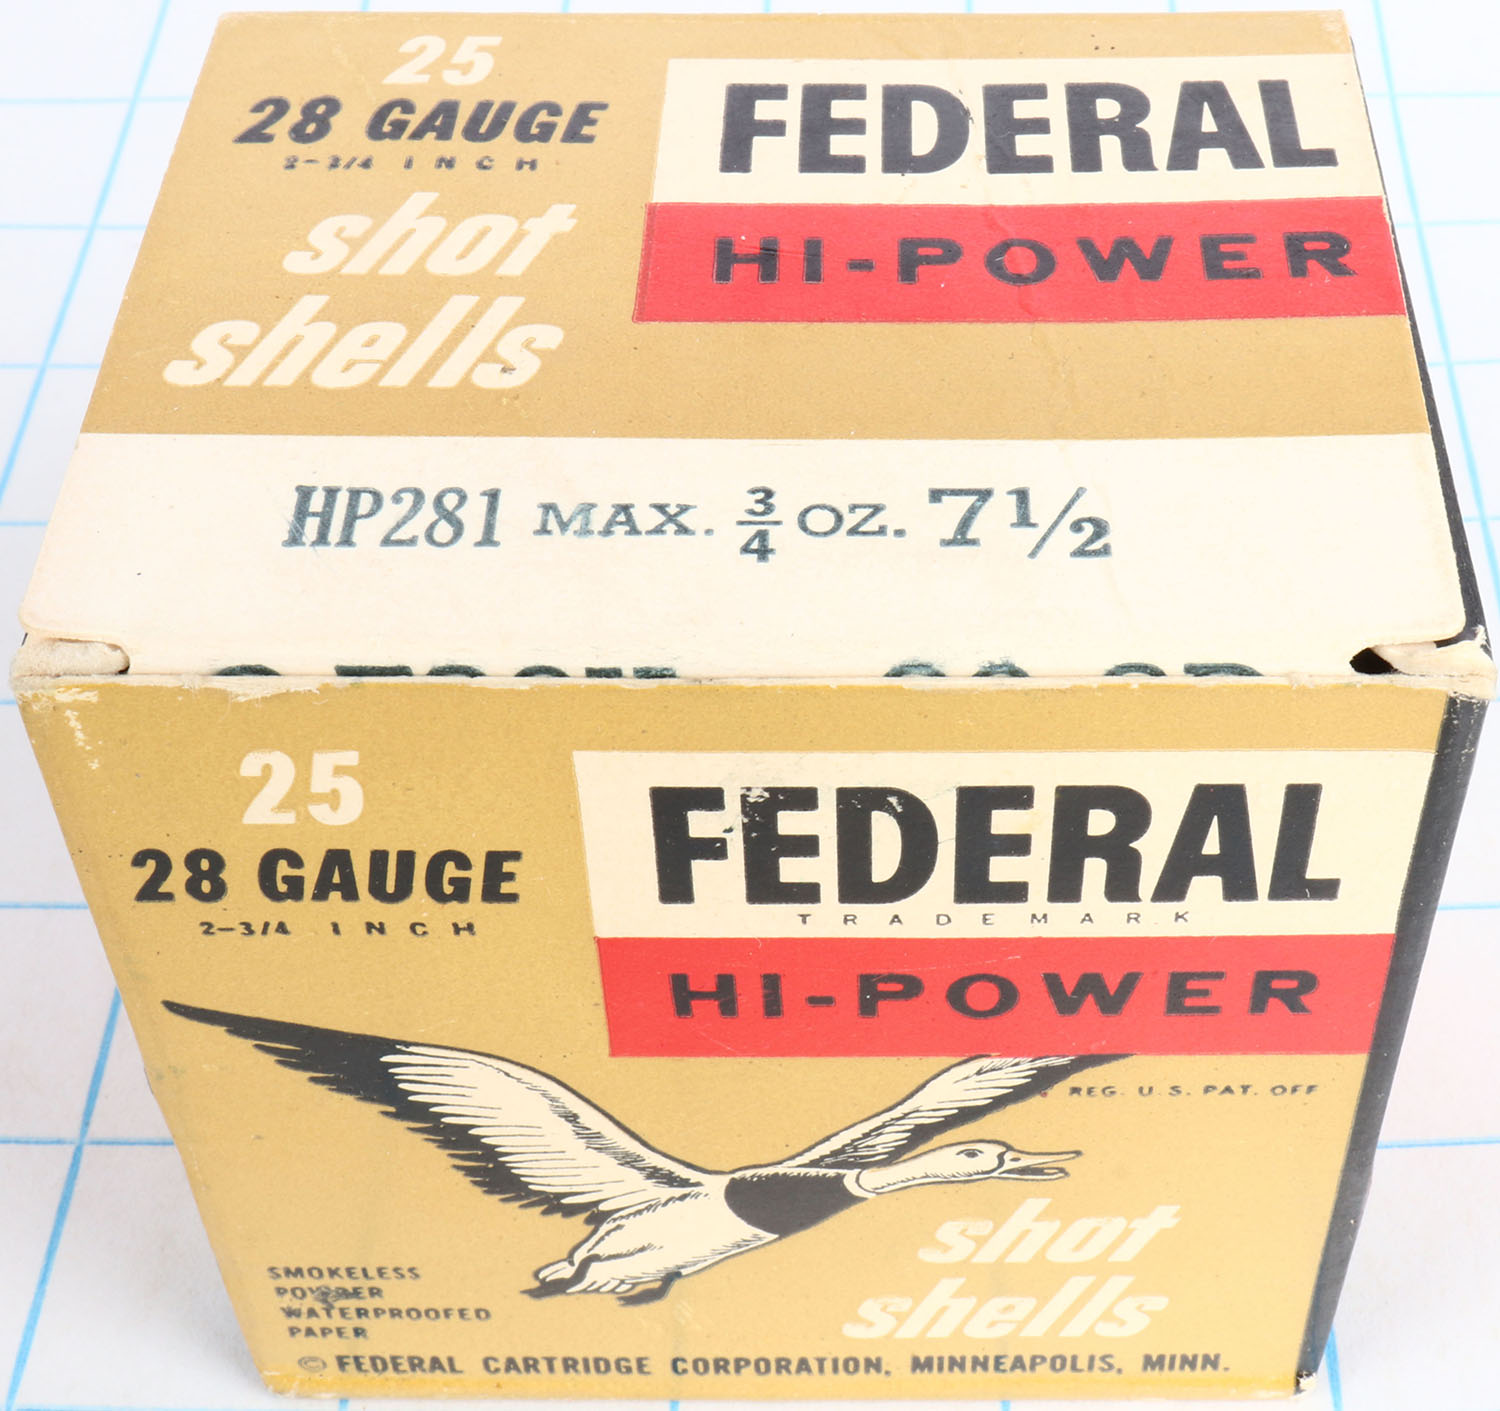 25
28 GAUGE
2-3/4 INCH
shot
shells
FEDERAL
HI-POWER
HP281 MAX. 3/4 OZ. 7 1/2
25
28 GAUGE
2-3/4 INCH
FEDERAL
TRADEMARK
HI-POWER
REG. U.S. PAT. OFF
shot
shells
SMOKELESS
POWDER
WATERPROOFED
PAPER
© FEDERAL CARTRIDGE CORPORATION, MINNEAPOLIS, MINN.